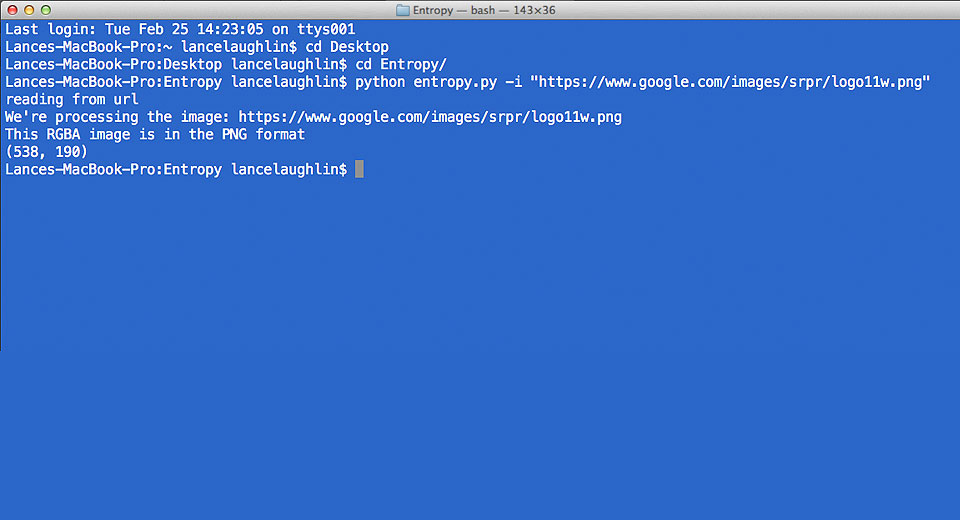 Entropy — bash — 143×36
Last login: Tue Feb 25 14:23:05 on ttys001
Lances-MacBook-Pro:~ lancelaughlin$ cd Desktop
Lances-MacBook-Pro:Desktop lancelaughlin$ cd Entropy/
Lances-MacBook-Pro:Entropy lancelaughlin$ python entropy.py -i "https://www.google.com/images/srpr/logo11w.png"
reading from url
We're processing the image: https://www.google.com/images/srpr/logo11w.png
This RGBA image is in the PNG format
(538, 190)
Lances-MacBook-Pro:Entropy lancelaughlin$